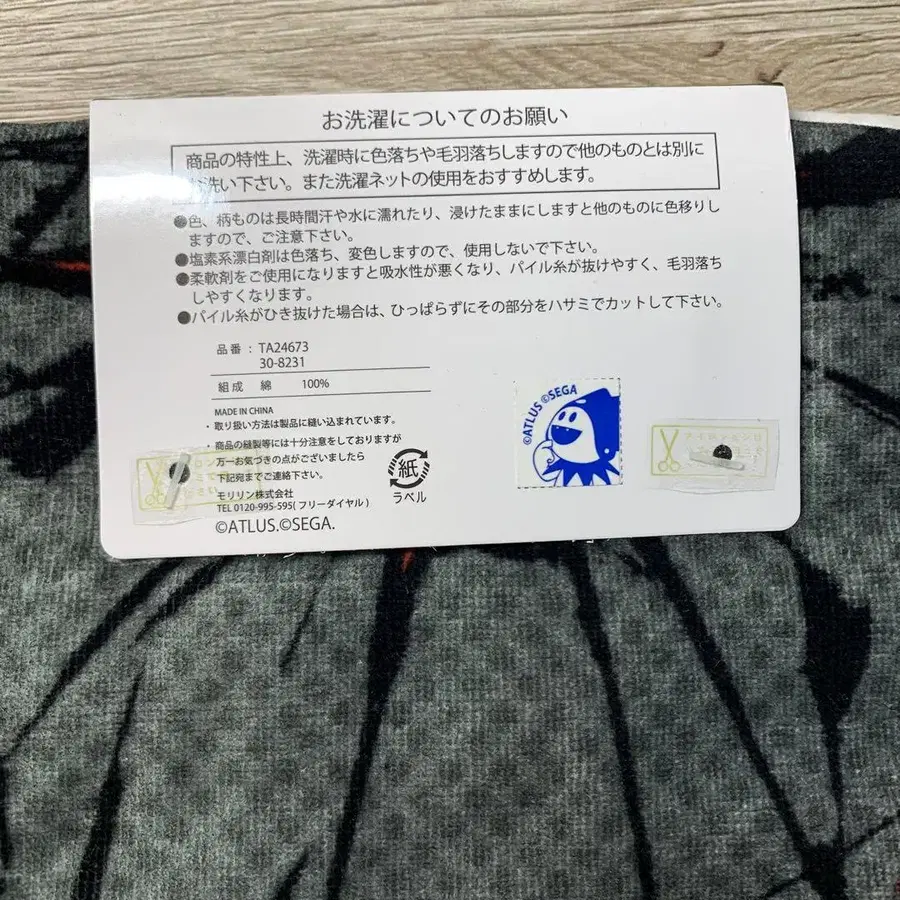 お洗濯についてのお願い
商品の特性上、洗濯時に色落ちや毛羽落ちしますので他のものとは別に
洗い下さい。また洗濯ネットの使用をおすすめします。
●色、柄ものは長時間汗や水に濡れたり、浸けたままにしますと他のものに色移りし
ますので、ご注意下さい。
●塩素系漂白剤は色落ち、変色しますので、使用しないで下さい。
●柔軟剤をご使用になりますと吸水性が悪くなり、パイル糸が抜けやすく、毛羽落ち
しやすくなります。
●パイル糸がひき抜けた場合は、ひっぱらずにその部分をハサミでカットして下さい。
品番 : TA24673
30-8231
組成 綿 100%
MADE IN CHINA
・取り扱い方法は製品に縫い込まれています。
・商品の縫製等には十分注意をしておりますが
万一お気づきの点がございましたら
下記宛までご連絡下さい。
モリリン株式会社
TEL 0120-995-595(フリーダイヤル)
©ATLUS.©SEGA.
紙
ラベル
©ATLUS ©SEGA